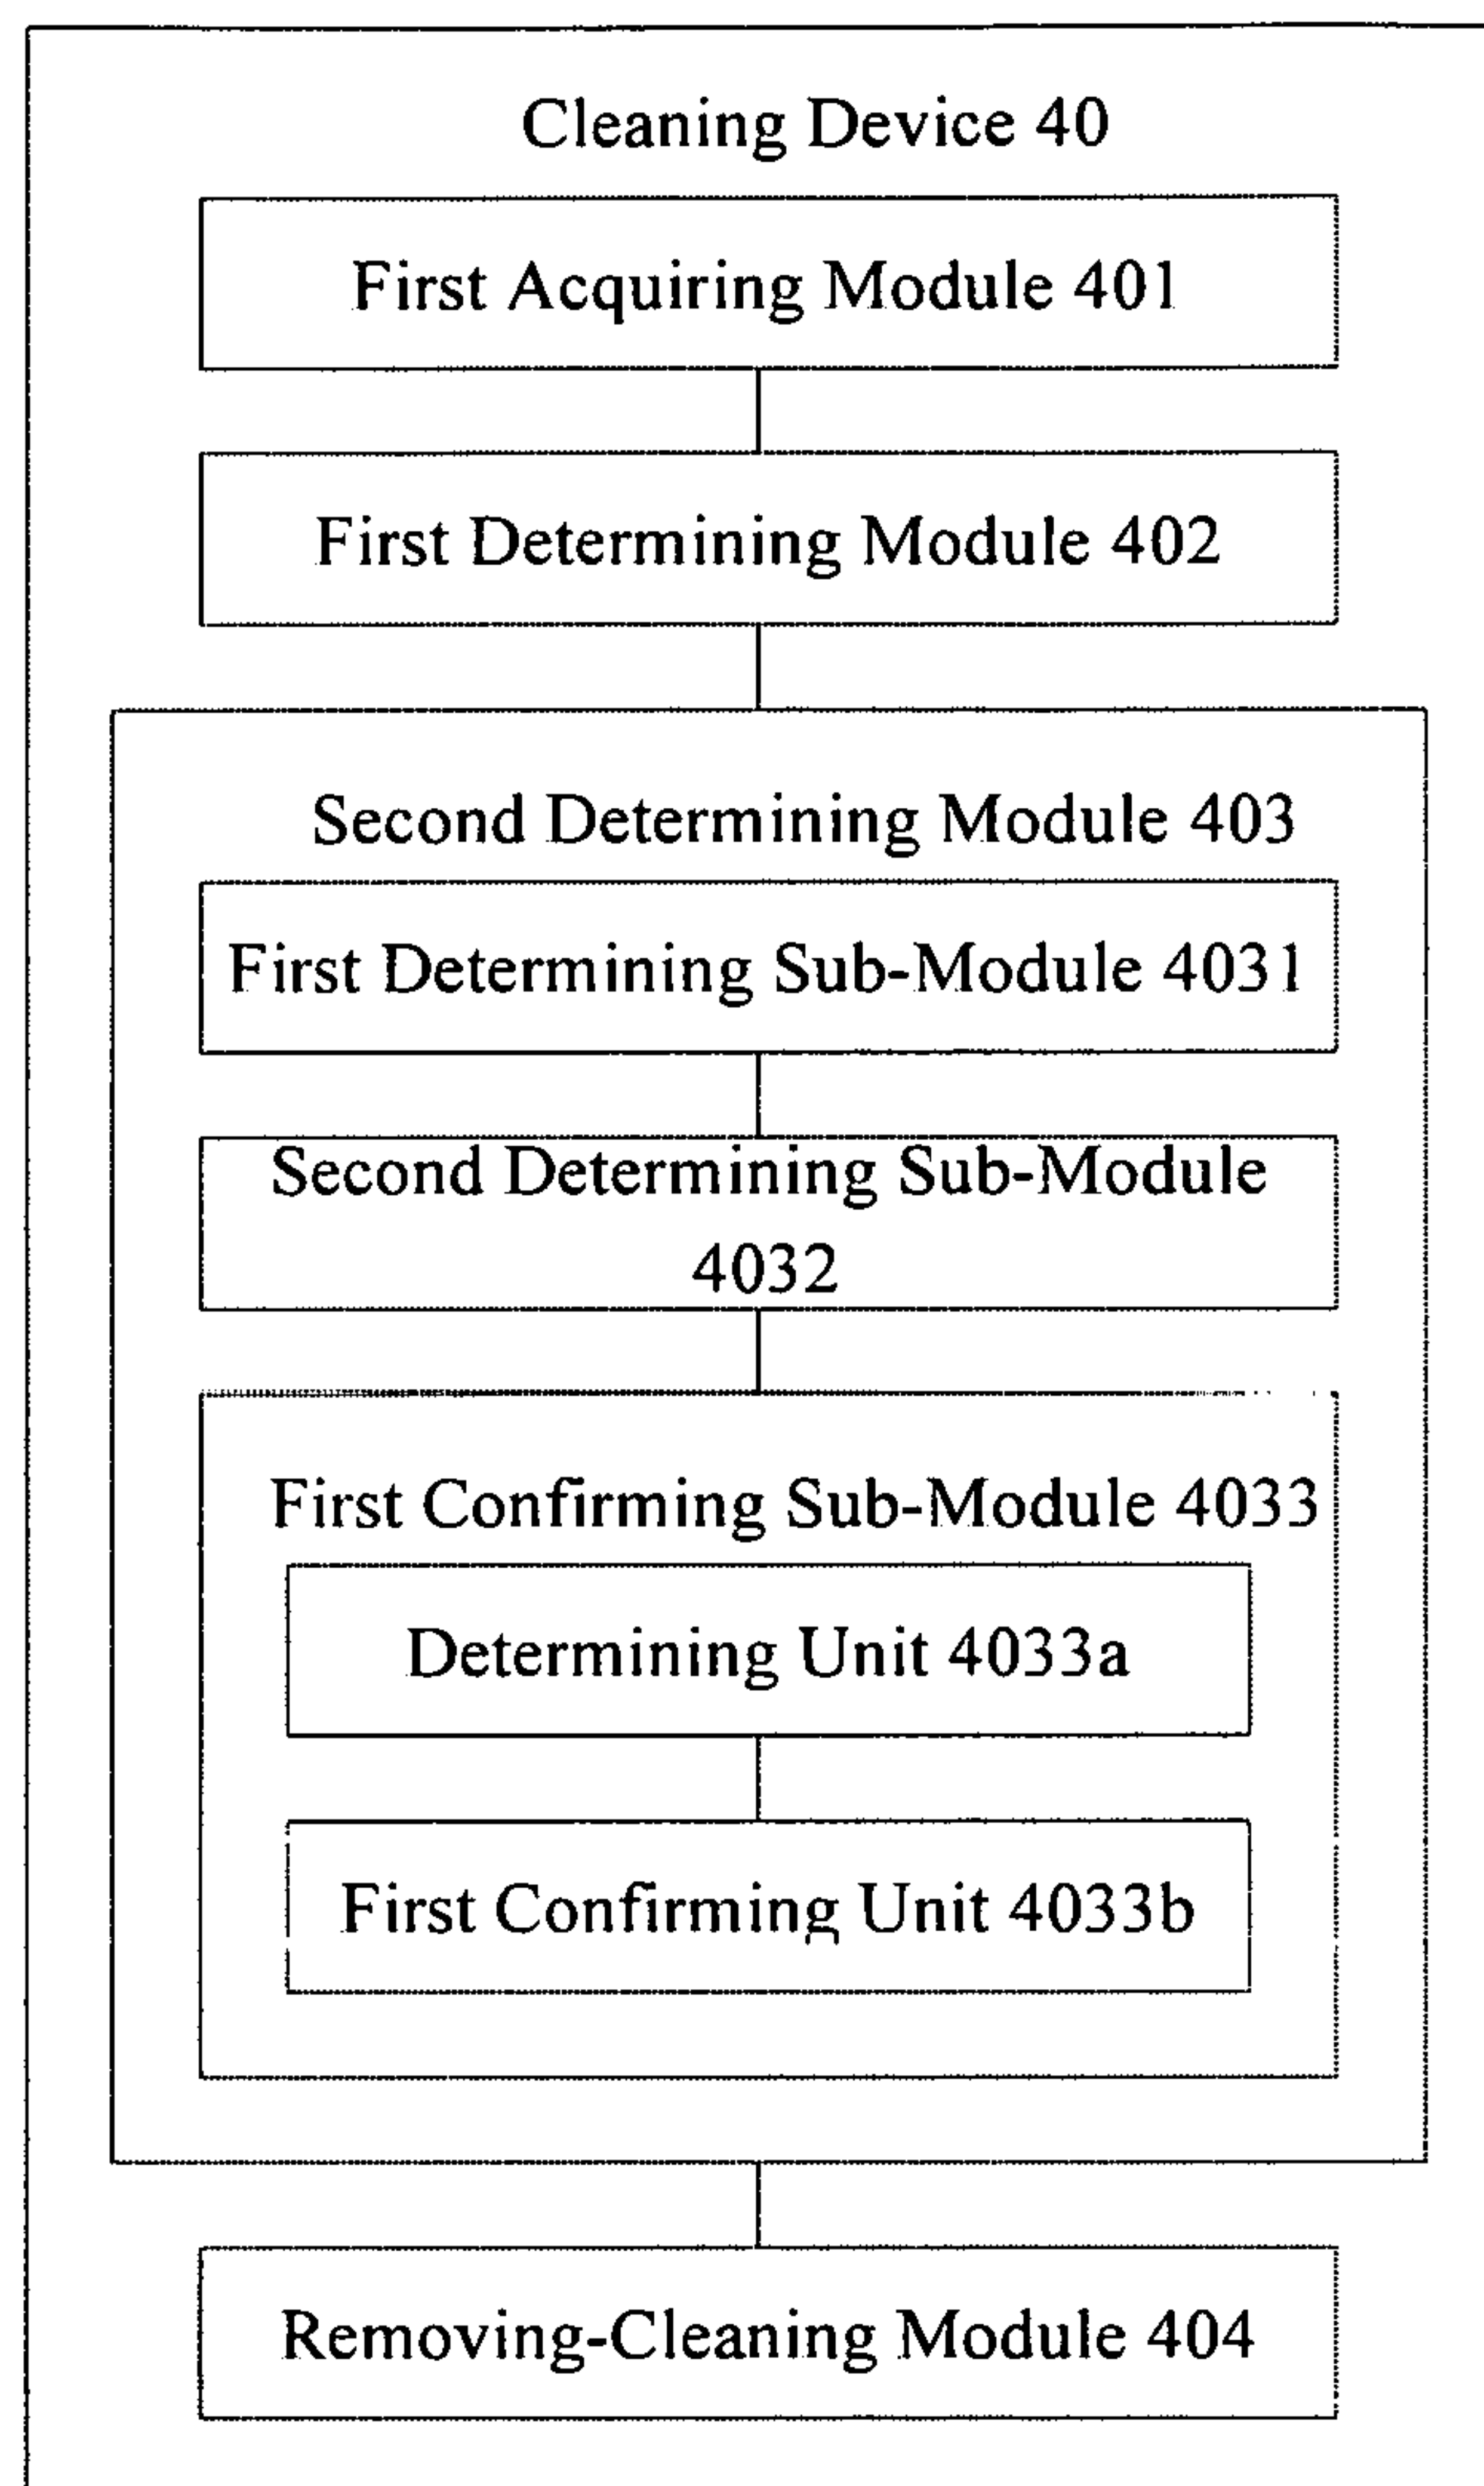 Cleaning Device 40
First Acquiring Module 401
First Determining Module 402
Second Determining Module 403
First Determining Sub-Module 4031
Second Determining Sub-Module
4032
First Confirming Sub-Module 4033
Determining Unit 4033a
First Confirming Unit 4033b
Removing-Cleaning Module 404